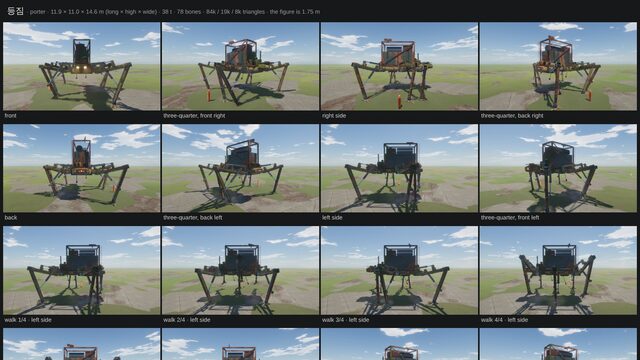 등짐 porter · 11.9 × 11.0 × 14.6 m (long × high × wide) · 38 t · 78 bones · 84k / 19k / 8k triangles · the figure is 1.75 m
front
three-quarter, front right
right side
three-quarter, back right
back
three-quarter, back left
left side
three-quarter, front left
walk 1/4 · left side
walk 2/4 · left side
walk 3/4 · left side
walk 4/4 · left side